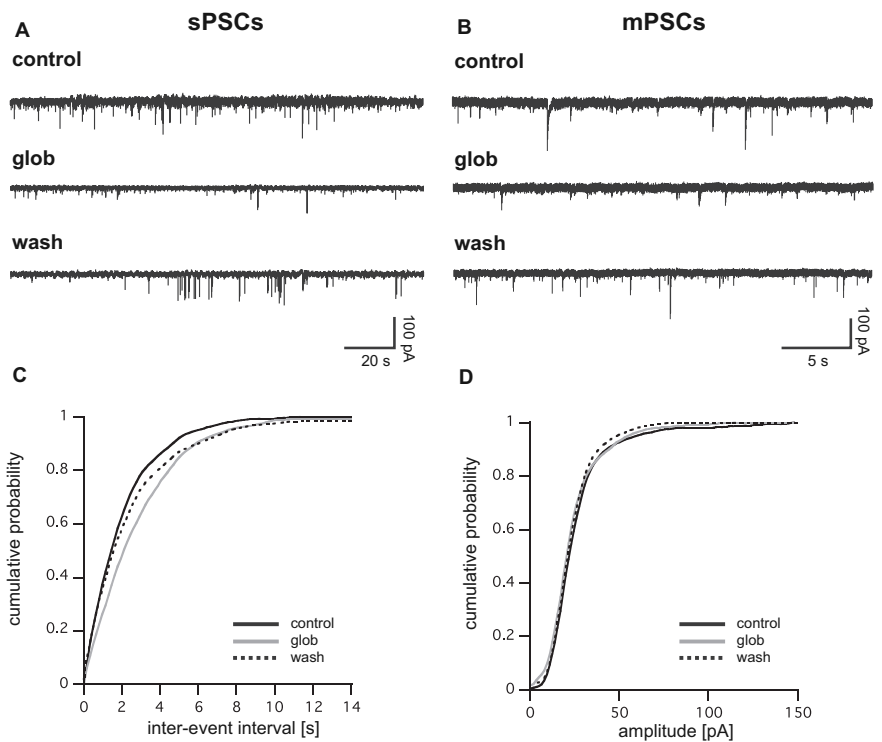 A
sPSCs
control
glob
wash
100 pA
20 s
B
mPSCs
control
glob
wash
100 pA
5 s
C
cumulative probability
1
0.8
0.6
0.4
0.2
0
0 2 4 6 8 10 12 14
inter-event interval [s]
control
glob
wash
D
cumulative probability
1
0.8
0.6
0.4
0.2
0
0 50 100 150
amplitude [pA]
control
glob
wash